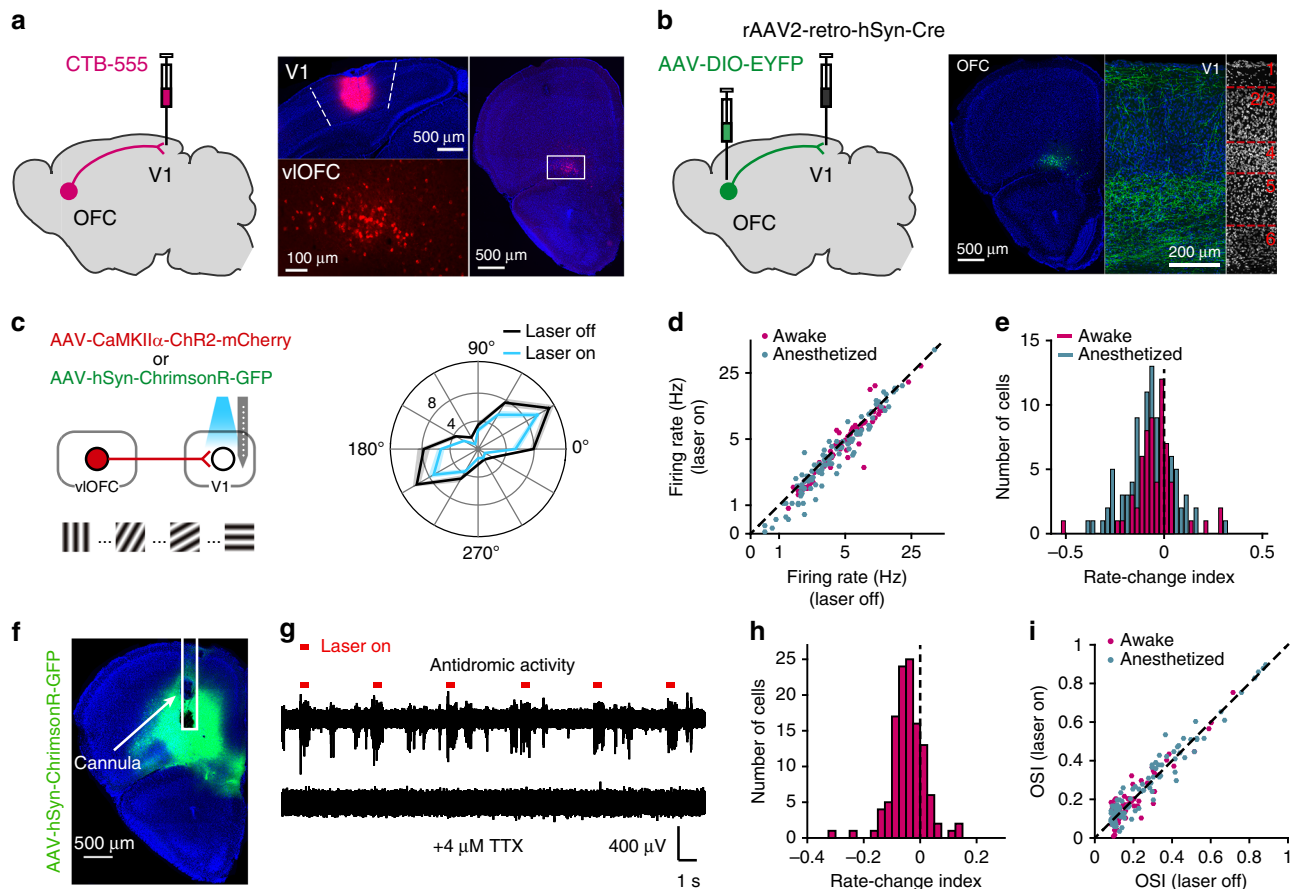 a
CTB-555
V1
OFC
V1
500 μm
vlOFC
100 μm
500 μm
b
rAAV2-retro-hSyn-Cre
AAV-DIO-EYFP
V1
OFC
OFC
500 μm
V1
200 μm
1
2/3
4
5
6
c
AAV-CaMKIIα-ChR2-mCherry
or
AAV-hSyn-ChrimsonR-GFP
vlOFC
V1
... ... ...
Laser off
Laser on
90°
8
4
180°
0°
270°
d
Awake
Anesthetized
Firing rate (Hz)
(laser on)
25
5
1
0
0 1 5 25
Firing rate (Hz)
(laser off)
e
Awake
Anesthetized
Number of cells
15
10
5
0
−0.5 0 0.5
Rate-change index
f
AAV-hSyn-ChrimsonR-GFP
Cannula
500 μm
g
Laser on
Antidromic activity
+4 μM TTX
400 μV
1 s
h
Number of cells
25
20
15
10
5
0
−0.4 −0.2 0 0.2
Rate-change index
i
Awake
Anesthetized
OSI (laser on)
1
0.8
0.6
0.4
0.2
0
0 0.2 0.4 0.6 0.8 1
OSI (laser off)